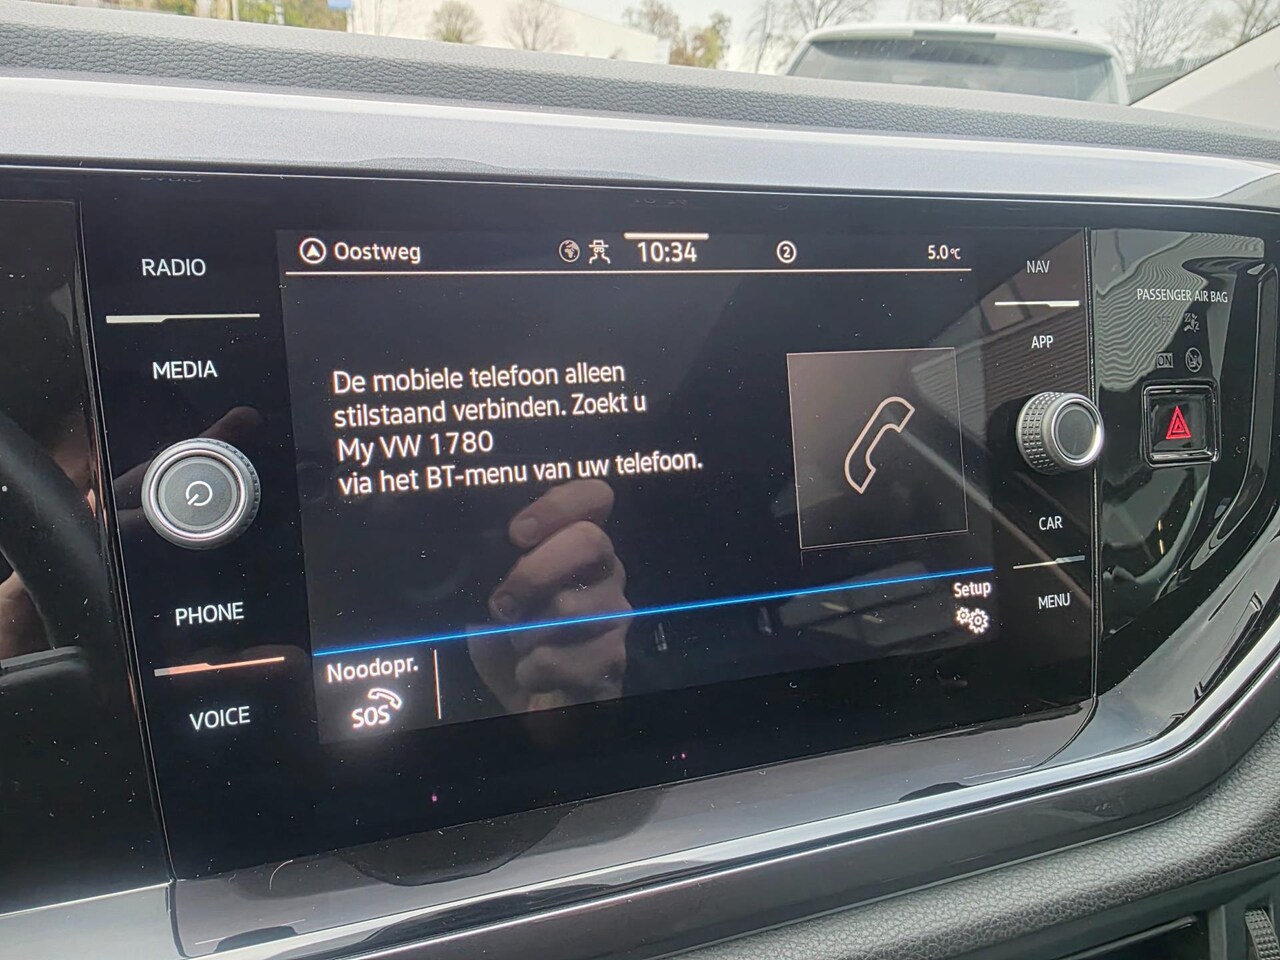 RADIO
MEDIA
PHONE
VOICE
Oostweg
10:34
2
5.0°C
De mobiele telefoon alleen
stilstaand verbinden. Zoekt u
My VW 1780
via het BT-menu van uw telefoon.
Setup
Noodopr.
SOS
NAV
APP
CAR
MENU
PASSENGER AIR BAG
ON